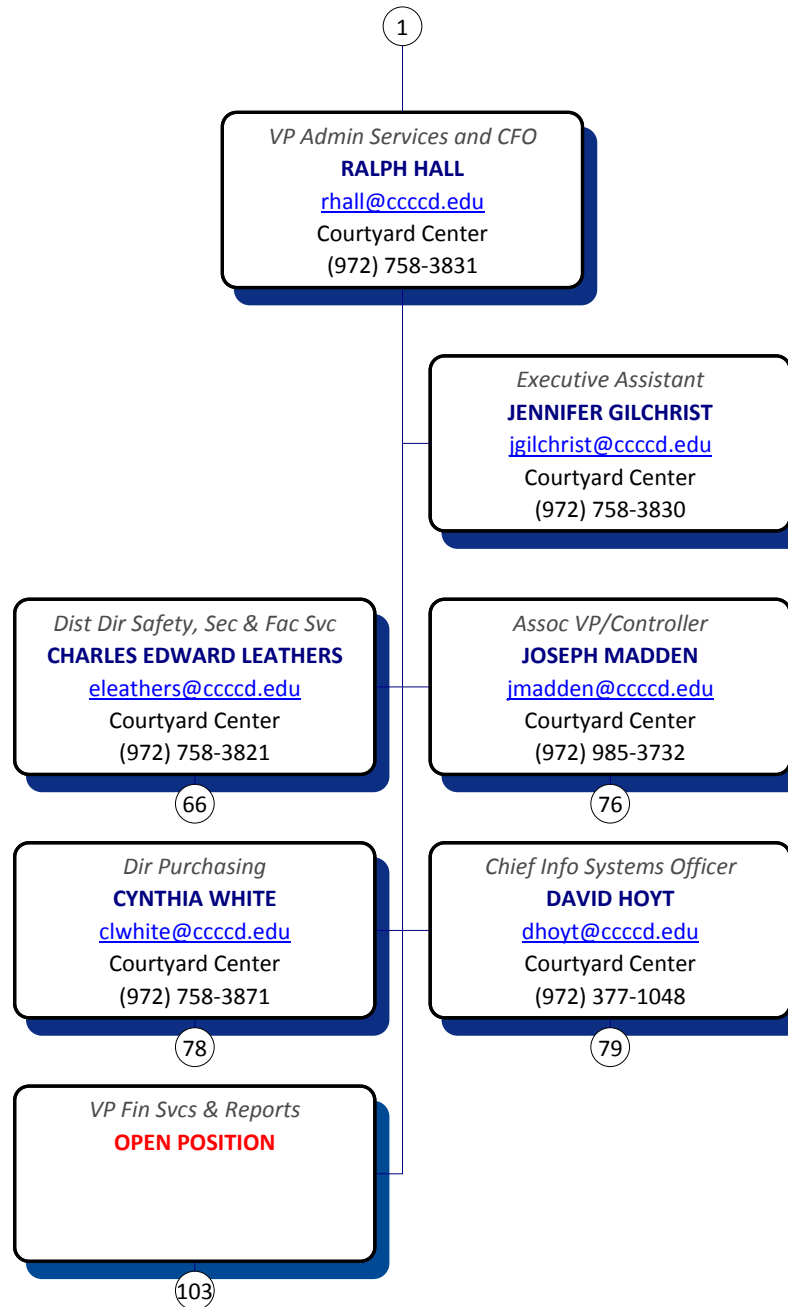 1
VP Admin Services and CFO
RALPH HALL
rhall@ccccd.edu
Courtyard Center
(972) 758-3831
Executive Assistant
JENNIFER GILCHRIST
jgilchrist@ccccd.edu
Courtyard Center
(972) 758-3830
Dist Dir Safety, Sec & Fac Svc
CHARLES EDWARD LEATHERS
eleathers@ccccd.edu
Courtyard Center
(972) 758-3821
66
Assoc VP/Controller
JOSEPH MADDEN
jmadden@ccccd.edu
Courtyard Center
(972) 985-3732
76
Dir Purchasing
CYNTHIA WHITE
clwhite@ccccd.edu
Courtyard Center
(972) 758-3871
78
Chief Info Systems Officer
DAVID HOYT
dhoyt@ccccd.edu
Courtyard Center
(972) 377-1048
79
VP Fin Svcs & Reports
OPEN POSITION
103